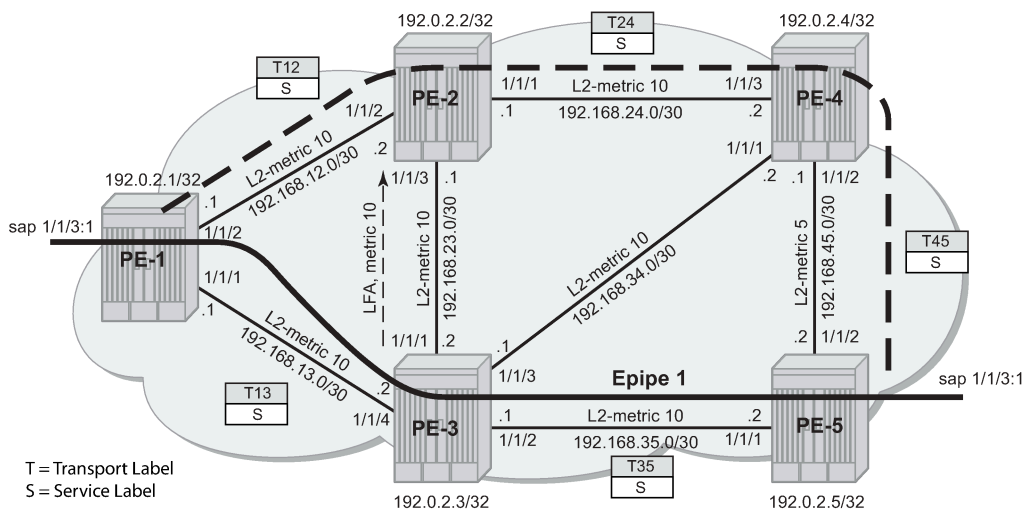 192.0.2.2/32
T24
S
192.0.2.4/32
T12
S
1/1/1
L2-metric 10
1/1/3
PE-2
PE-4
1/1/2
.1
192.168.24.0/30
.2
L2-metric 10
192.168.12.0/30
.2
1/1/1
192.0.2.1/32
1/1/3
.1
.2
.1
1/1/2
.1
sap 1/1/3:1
1/1/2
PE-1
T45
S
LFA, metric 10
L2-metric 10
192.168.23.0/30
L2-metric 10
192.168.34.0/30
L2-metric 5
192.168.45.0/30
1/1/1
.1
L2-metric 10
192.168.13.0/30
1/1/1
.2
.1
1/1/3
.2
1/1/2
T13
S
.2
1/1/4
Epipe 1
sap 1/1/3:1
PE-3
.1
L2-metric 10
.2
PE-5
1/1/2
192.168.35.0/30
1/1/1
T = Transport Label
S = Service Label
T35
S
192.0.2.3/32
192.0.2.5/32